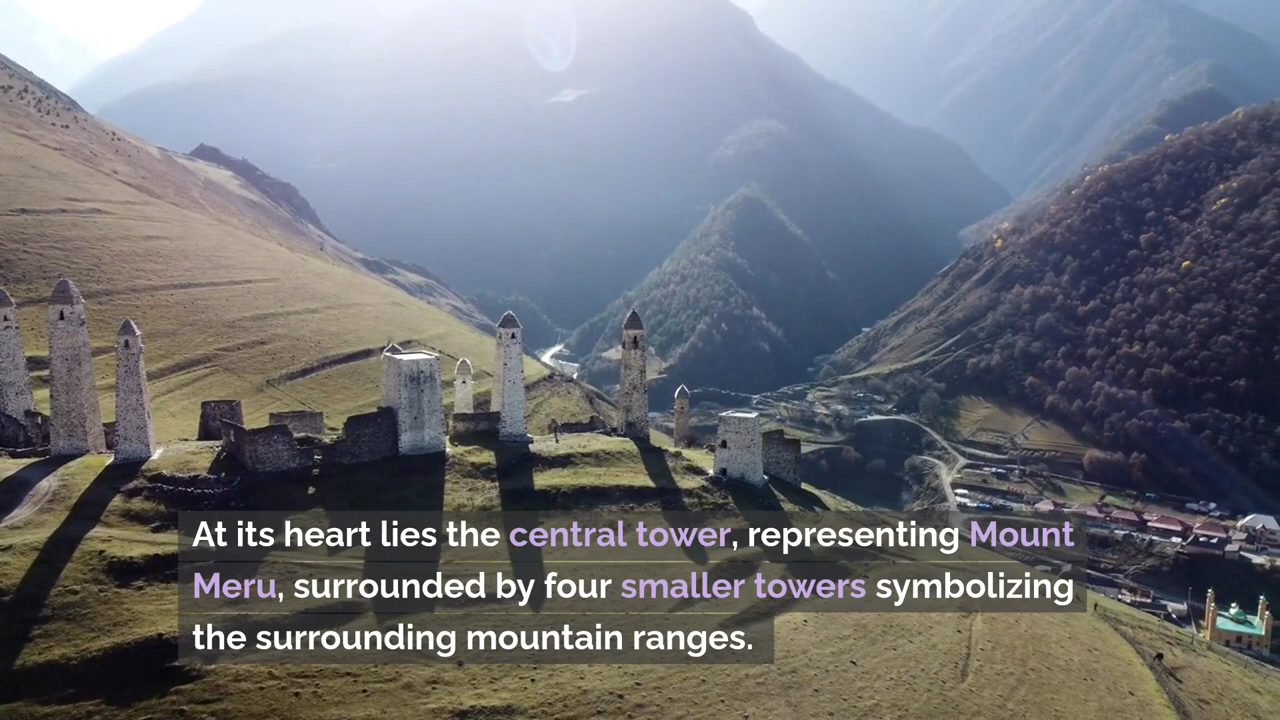 At its heart lies the central tower, representing Mount
Meru, surrounded by four smaller towers symbolizing
the surrounding mountain ranges.